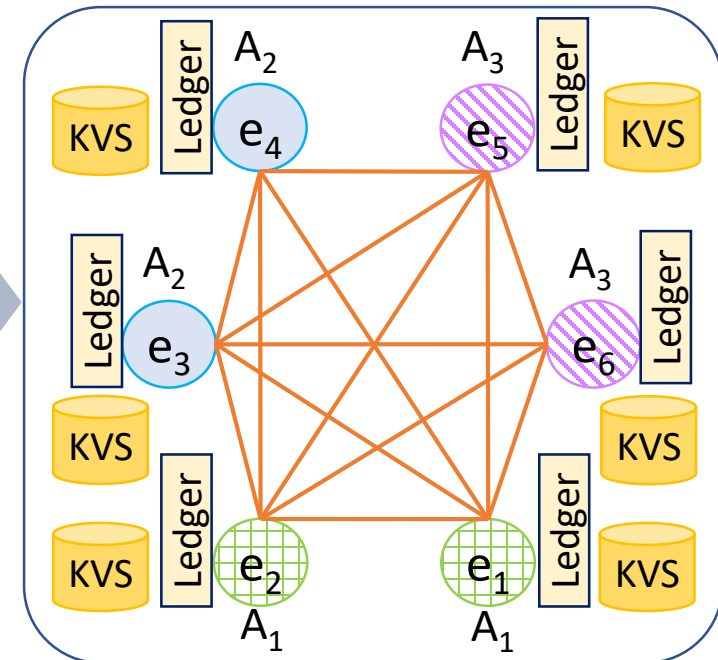 A₂
A₃
Ledger
Ledger
KVS
e₄
e₅
KVS
Ledger
A₂
A₃
Ledger
e₃
e₆
KVS
KVS
Ledger
Ledger
KVS
e₂
e₁
KVS
A₁
A₁